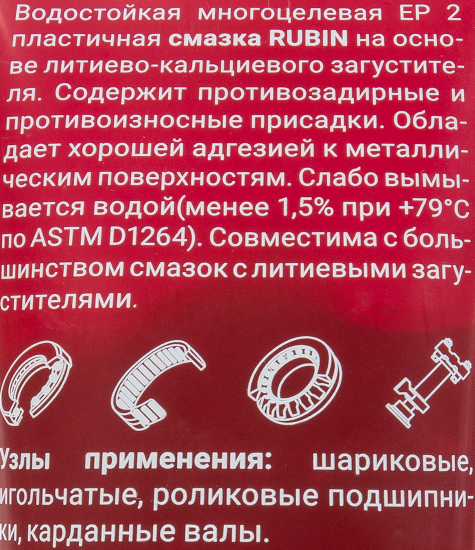 Водостойкая многоцелевая EP 2
пластичная смазка RUBIN на осно-
ве литиево-кальциевого загустите-
ля. Содержит противозадирные и
противоизносные присадки. Обла-
дает хорошей адгезией к металли-
ческим поверхностям. Слабо вымы-
вается водой(менее 1,5% при +79°C
по ASTM D1264). Совместима с боль-
шинством смазок с литиевыми загу-
стителями.
Узлы применения: шариковые,
игольчатые, роликовые подшипни-
ки, карданные валы.